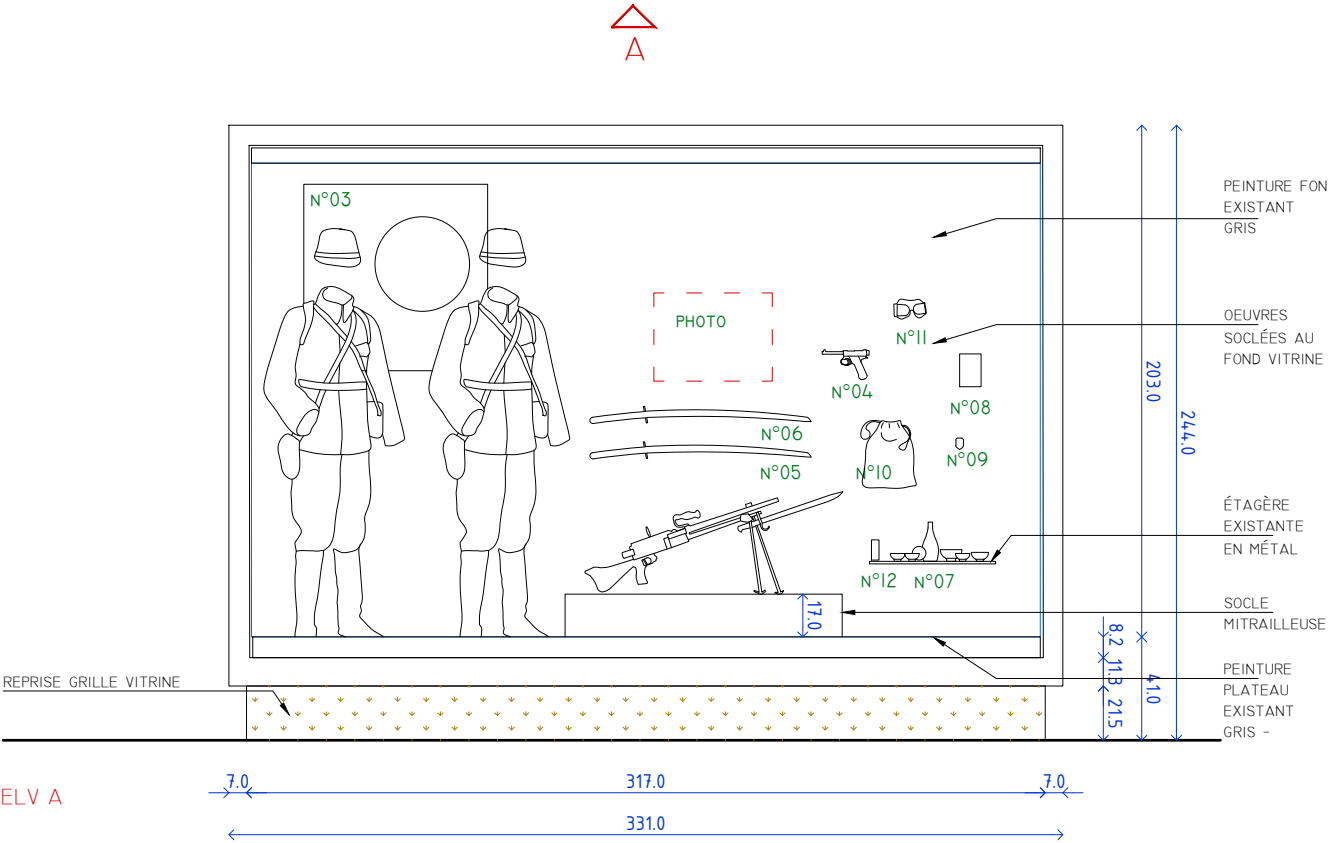 A
N°03
PEINTURE FON
EXISTANT
GRIS
PHOTO
N°11
OEUVRES
SOCLÉES AU
FOND VITRINE
N°04
N°08
203.0
244.0
N°06
N°05
N°10
N°09
ÉTAGÈRE
EXISTANTE
EN MÉTAL
N°12
N°07
17.0
SOCLE
MITRAILLEUSE
8.2
11.3
21.5
41.0
PEINTURE
PLATEAU
EXISTANT
GRIS -
REPRISE GRILLE VITRINE
7.0
317.0
7.0
ELV A
331.0